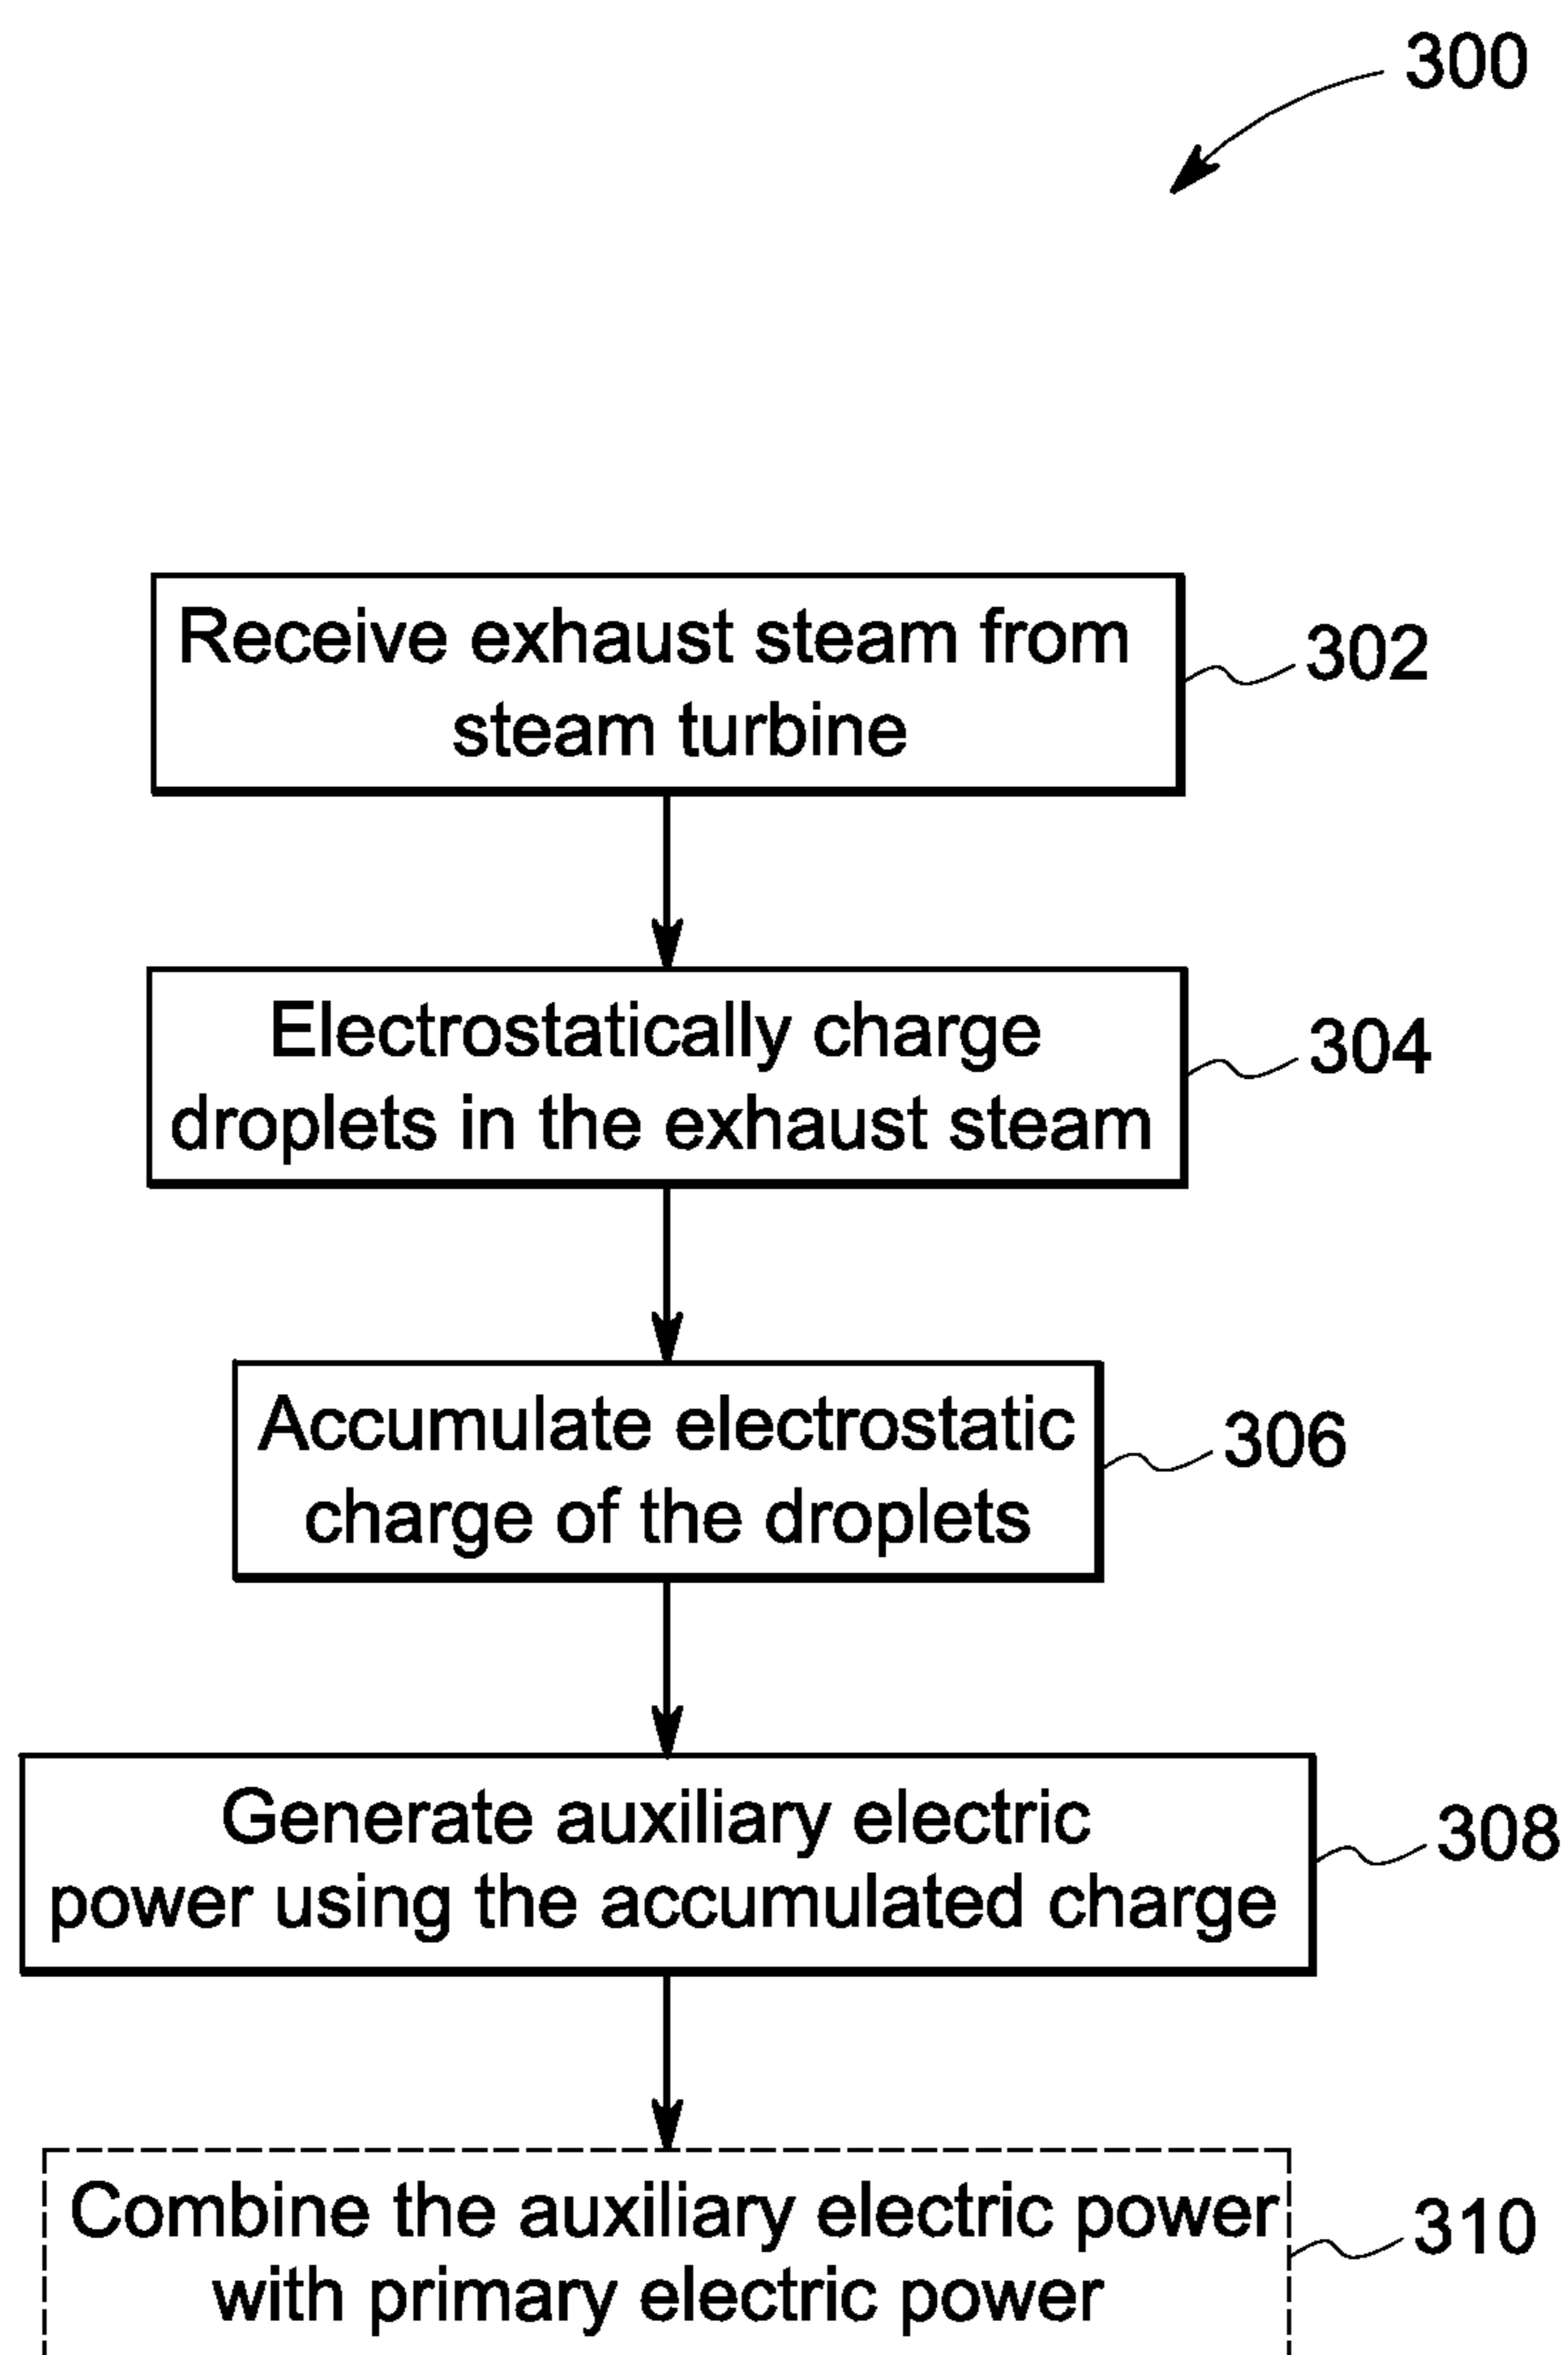 300
Receive exhaust steam from
steam turbine
302
Electrostatically charge
droplets in the exhaust steam
304
Accumulate electrostatic
charge of the droplets
306
Generate auxiliary electric
power using the accumulated charge
308
Combine the auxiliary electric power
with primary electric power
310